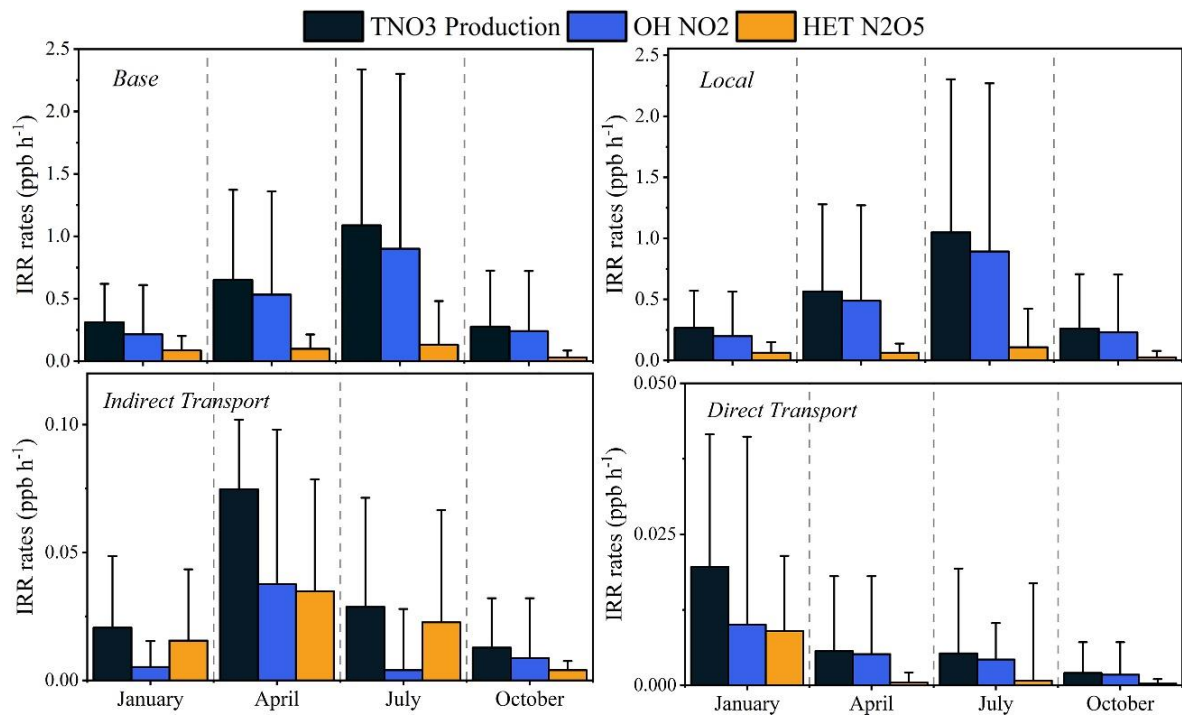 TNO3 Production OH NO2 HET N2O5
Base
IRR rates (ppb h-1)
2.5
2.0
1.5
1.0
0.5
0.0
Local
IRR rates (ppb h-1)
2.5
2.0
1.5
1.0
0.5
0.0
Indirect Transport
IRR rates (ppb h-1)
0.10
0.05
0.00
January April July October
Direct Transport
IRR rates (ppb h-1)
0.050
0.025
0.000
January April July October